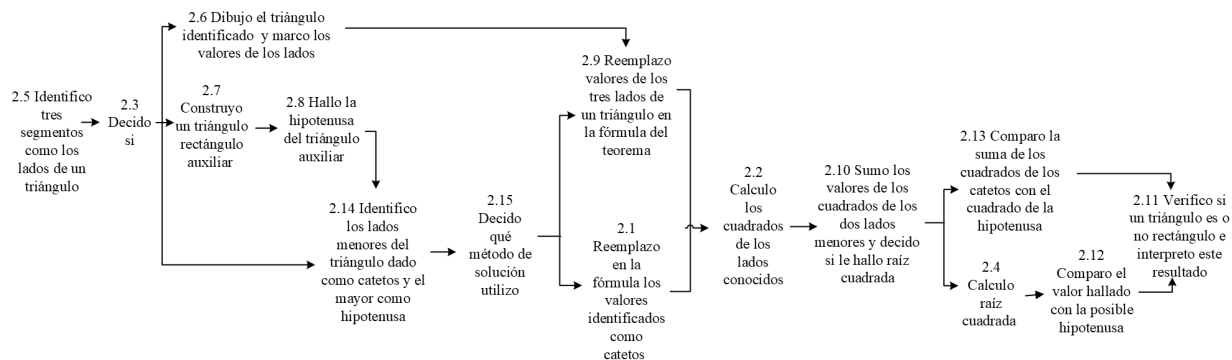 2.6 Dibujo el triángulo
identificado y marco los
valores de los lados
2.5 Identifico
tres
segmentos
como los
lados de un
triángulo
2.3
Decido
si
2.7
Construyo
un triángulo
rectángulo
auxiliar
2.8 Hallo la
hipotenusa
del triángulo
auxiliar
2.14 Identifico
los lados
menores del
triángulo dado
como catetos y el
mayor como
hipotenusa
2.15
Decido
qué
método de
solución
utilizo
2.9 Reemplazo
valores de los
tres lados de
un triángulo en
la fórmula del
teorema
2.1
Reemplazo
en la
fórmula los
valores
identificados
como
catetos
2.2
Calculo
los
cuadrados
de los
lados
conocidos
2.10 Sumo los
valores de los
cuadrados de los
dos lados
menores y decido
si le hallo raíz
cuadrada
2.13 Comparo la
suma de los
cuadrados de los
catetos con el
cuadrado de la
hipotenusa
2.4
Calculo
raíz
cuadrada
2.12
Comparo el
valor hallado
con la posible
hipotenusa
2.11 Verifico si
un triángulo es o
no rectángulo e
interpreto este
resultado